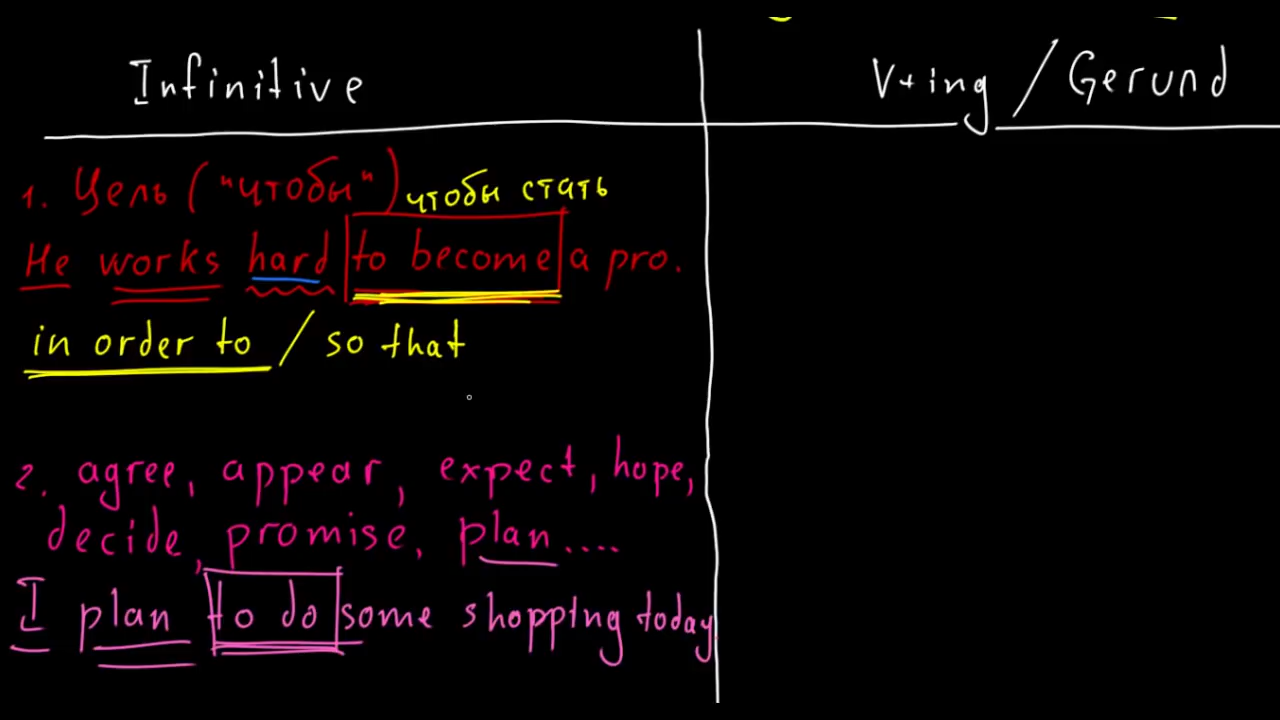 Infinitive
V+ing / Gerund
1. Цель ("чтобы") чтобы стать
He works hard to become a pro.
in order to / so that
2. agree, appear, expect, hope,
decide, promise, plan....
I plan to do some shopping today